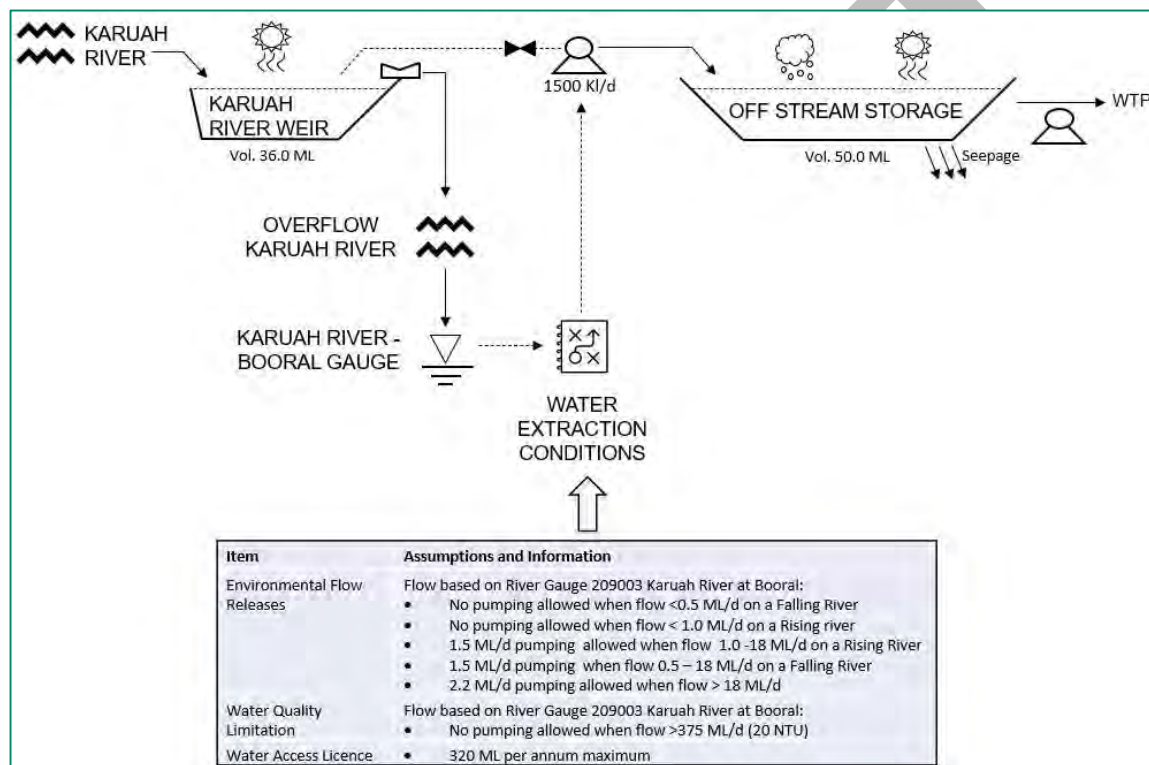 KARUAH
RIVER
KARUAH
RIVER WEIR
Vol. 36.0 ML
1500 Kl/d
OFF STREAM STORAGE
Vol. 50.0 ML
Seepage
WTP
OVERFLOW
KARUAH RIVER
KARUAH RIVER -
BOORAL GAUGE
WATER
EXTRACTION
CONDITIONS
Item Assumptions and Information
Environmental Flow Flow based on River Gauge 209003 Karuah River at Booral:
Releases • No pumping allowed when flow <0.5 ML/d on a Falling River
• No pumping allowed when flow < 1.0 ML/d on a Rising river
• 1.5 ML/d pumping allowed when flow 1.0 -18 ML/d on a Rising River
• 1.5 ML/d pumping when flow 0.5 – 18 ML/d on a Falling River
• 2.2 ML/d pumping allowed when flow > 18 ML/d
Water Quality Flow based on River Gauge 209003 Karuah River at Booral:
Limitation • No pumping allowed when flow >375 ML/d (20 NTU)
Water Access Licence • 320 ML per annum maximum